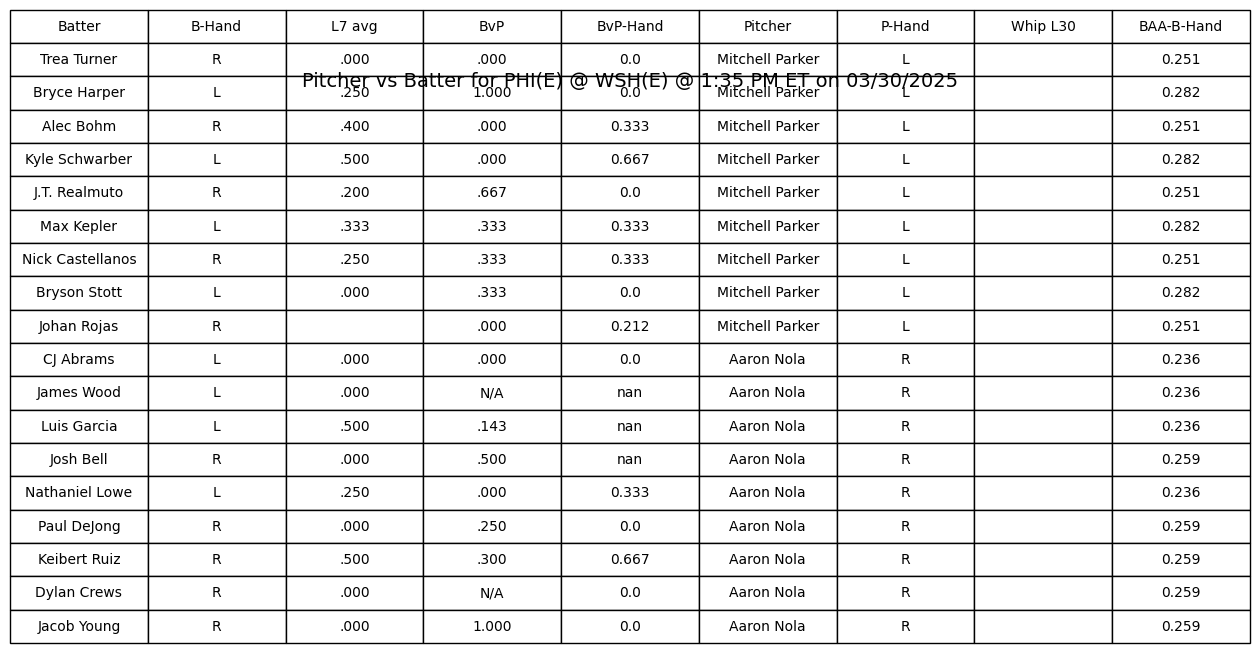 Batter B-Hand L7 avg BvP BvP-Hand Pitcher P-Hand Whip L30 BAA-B-Hand
Trea Turner R .000 .000 0.0 Mitchell Parker L 0.251
Pitcher vs Batter for PHI(E) @ WSH(E) @ 1:35 PM ET on 03/30/2025
Bryce Harper L .250 1.000 0.0 Mitchell Parker L 0.282
Alec Bohm R .400 .000 0.333 Mitchell Parker L 0.251
Kyle Schwarber L .500 .000 0.667 Mitchell Parker L 0.282
J.T. Realmuto R .200 .667 0.0 Mitchell Parker L 0.251
Max Kepler L .333 .333 0.333 Mitchell Parker L 0.282
Nick Castellanos R .250 .333 0.333 Mitchell Parker L 0.251
Bryson Stott L .000 .333 0.0 Mitchell Parker L 0.282
Johan Rojas R .000 0.212 Mitchell Parker L 0.251
CJ Abrams L .000 .000 0.0 Aaron Nola R 0.236
James Wood L .000 N/A nan Aaron Nola R 0.236
Luis Garcia L .500 .143 nan Aaron Nola R 0.236
Josh Bell R .000 .500 nan Aaron Nola R 0.259
Nathaniel Lowe L .250 .000 0.333 Aaron Nola R 0.236
Paul DeJong R .000 .250 0.0 Aaron Nola R 0.259
Keibert Ruiz R .500 .300 0.667 Aaron Nola R 0.259
Dylan Crews R .000 N/A 0.0 Aaron Nola R 0.259
Jacob Young R .000 1.000 0.0 Aaron Nola R 0.259